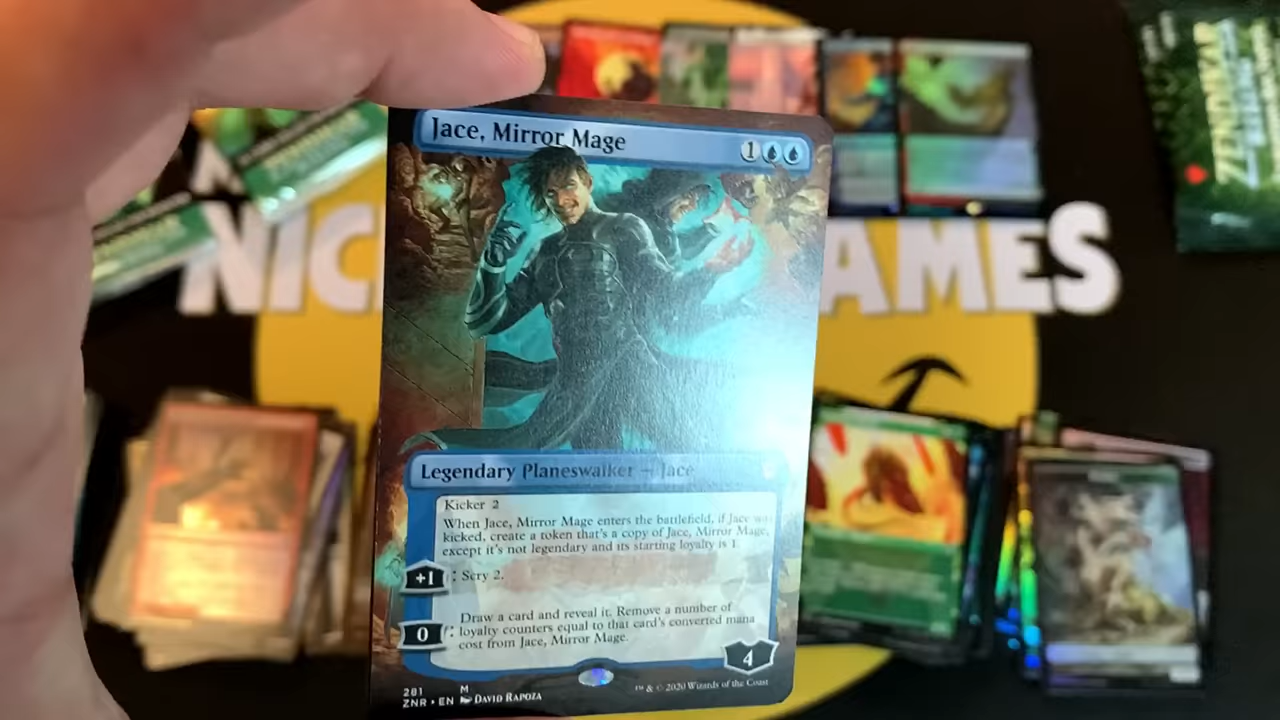 Jace, Mirror Mage
1
ZENDIKAR
NIC
AMES
Legendary Planeswalker — Jace
Kicker 2
When Jace, Mirror Mage enters the battlefield, if Jace was
kicked, create a token that's a copy of Jace, Mirror Mage,
except it's not legendary and its starting loyalty is 1.
+1 : Scry 2.
Draw a card and reveal it. Remove a number of
0 : loyalty counters equal to that card's converted mana
cost from Jace, Mirror Mage.
4
281 M
ZNR • EN DAVID RAPOZA
™ & © 2020 Wizards of the Coast